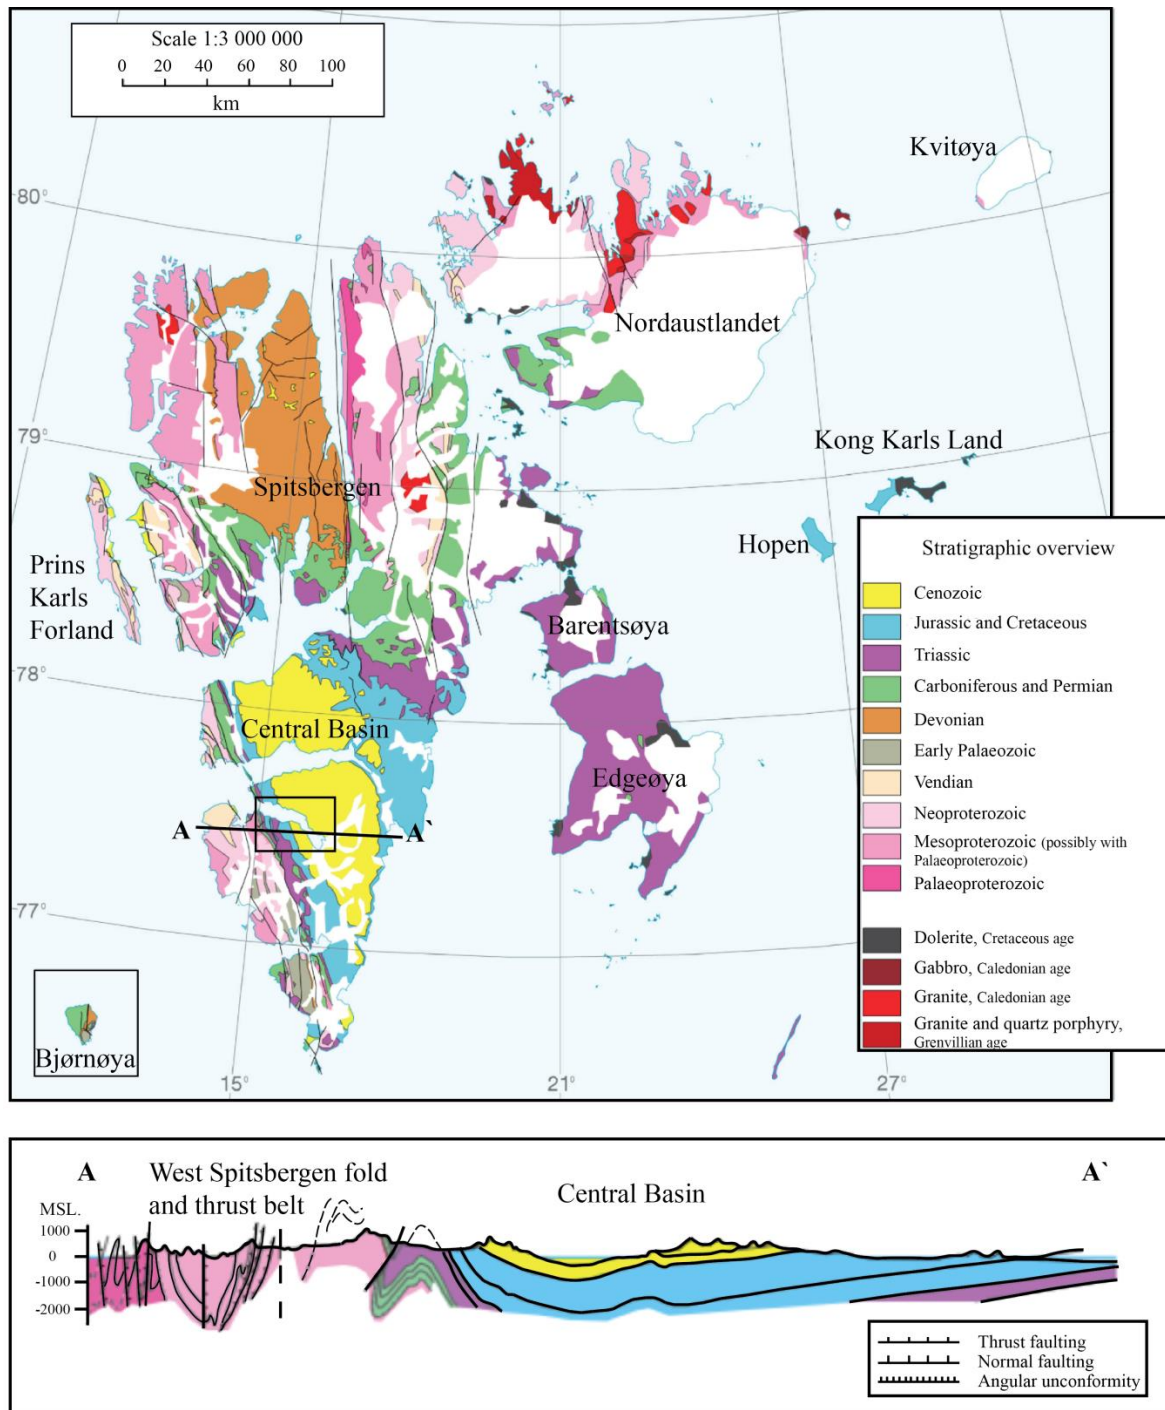 Scale 1:3 000 000
0 20 40 60 80 100
km
Kvitøya
80°
Nordaustlandet
79°
Kong Karls Land
Spitsbergen
Hopen
Prins
Karls
Forland
Barentsøya
78°
Central Basin
Edgeøya
A
A`
77°
Bjørnøya
15°
21°
27°
Stratigraphic overview
Cenozoic
Jurassic and Cretaceous
Triassic
Carboniferous and Permian
Devonian
Early Palaeozoic
Vendian
Neoproterozoic
Mesoproterozoic (possibly with
Palaeoproterozoic)
Palaeoproterozoic
Dolerite, Cretaceous age
Gabbro, Caledonian age
Granite, Caledonian age
Granite and quartz porphyry,
Grenvillian age
A
West Spitsbergen fold
and thrust belt
Central Basin
A`
MSL.
1000
0
-1000
-2000
Thrust faulting
Normal faulting
Angular unconformity